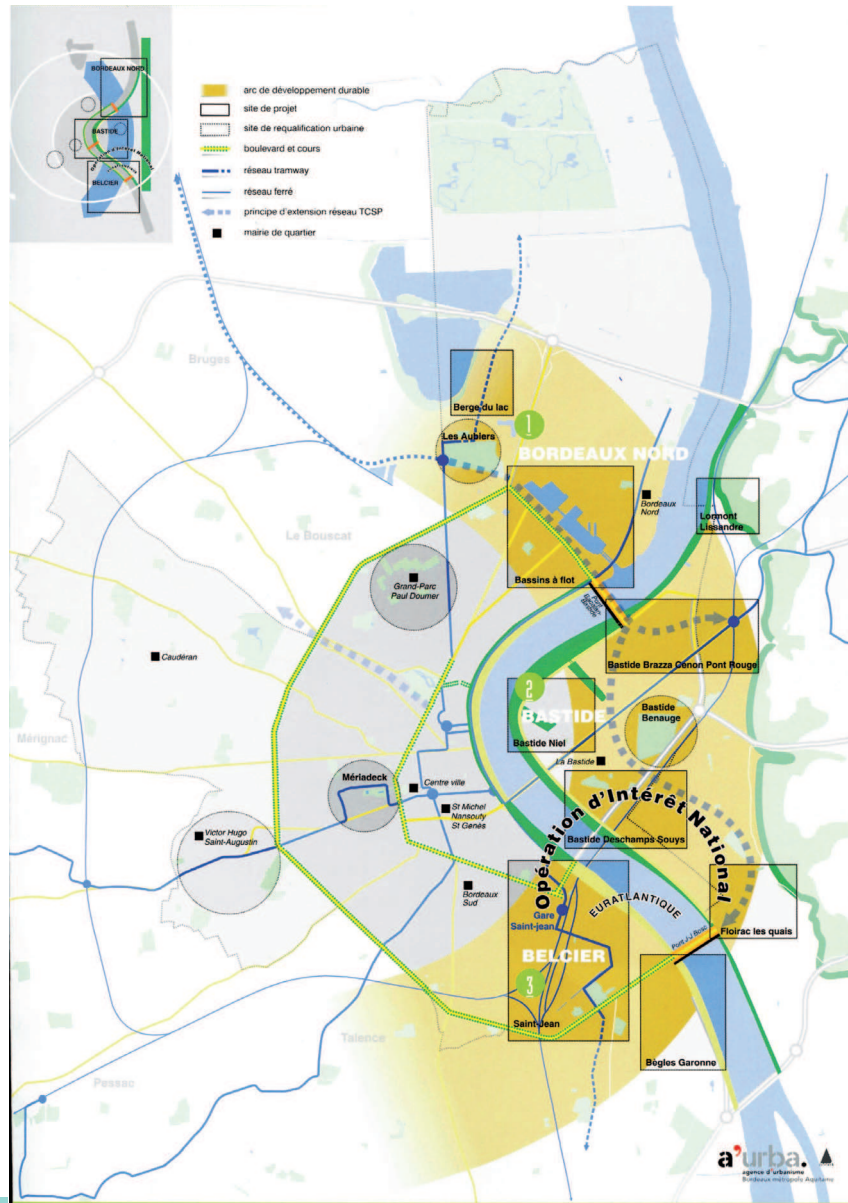 BORDEAUX NORD
BASTIDE
BELCIER
arc de développement durable
site de projet
site de requalification urbaine
boulevard et cours
réseau tramway
réseau ferré
principe d'extension réseau TCSP
mairie de quartier
Bruges
Berge du lac
Les Aubiers
1
BORDEAUX NORD
Bordeaux
Nord
Lormont
Lissandre
Le Bouscat
Grand-Parc
Paul Doumer
Bassins à flot
Caudéran
Bastide Brazza Cenon Pont Rouge
2
BASTIDE
Bastide
Benauge
Bastide Niel
Mérignac
La Bastide
Mériadeck
Centre ville
St Michel
Nansouty
St Genès
Opération d'Intérêt National
Bastide Deschamps Souys
Victor Hugo
Saint-Augustin
Bordeaux
Sud
EURATLANTIQUE
Gare
Saint-jean
Floirac les quais
Pont J-J Bosc
BELCIER
3
Saint-Jean
Talence
Bègles Garonne
Pessac
a'urba.
agence d'urbanisme
Bordeaux métropole Aquitaine